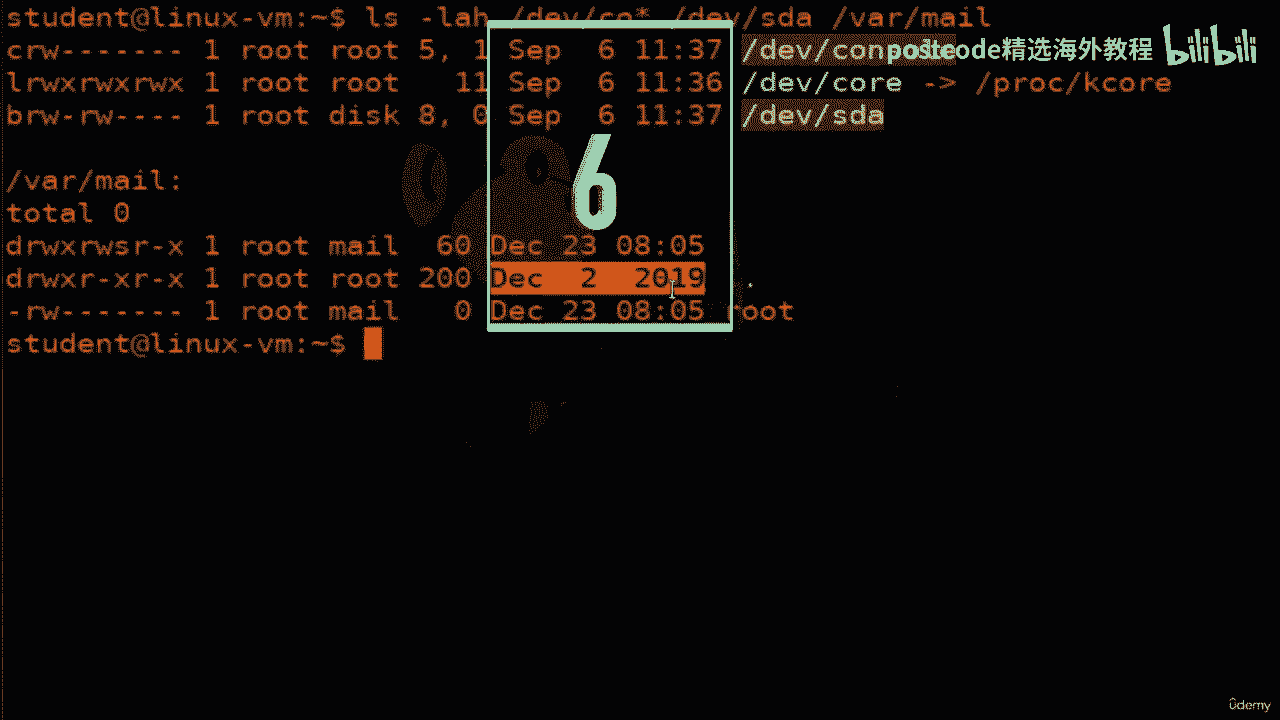 student@linux-vm:~$ ls -lah /dev/co* /dev/sda /var/mail
crw------- 1 root root 5, 1 Sep 6 11:37 /dev/console
postcode精选海外教程 bilibili
lrwxrwxrwx 1 root root 11 Sep 6 11:36 /dev/core -> /proc/kcore
brw-rw---- 1 root disk 8, 0 Sep 6 11:37 /dev/sda
6
/var/mail:
total 0
drwxrwsr-x 1 root mail 60 Dec 23 08:05
drwxr-xr-x 1 root root 200 Dec 2 2019
-rw------- 1 root mail 0 Dec 23 08:05 root
student@linux-vm:~$
ûdemy